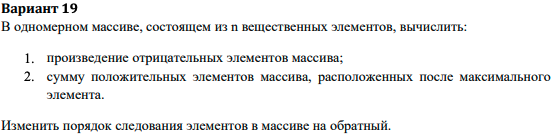 Вариант 19
В одномерном массиве, состоящем из n вещественных элементов, вычислить:
1. произведение отрицательных элементов массива;
2. сумму положительных элементов массива, расположенных после максимального
элемента.
Изменить порядок следования элементов в массиве на обратный.